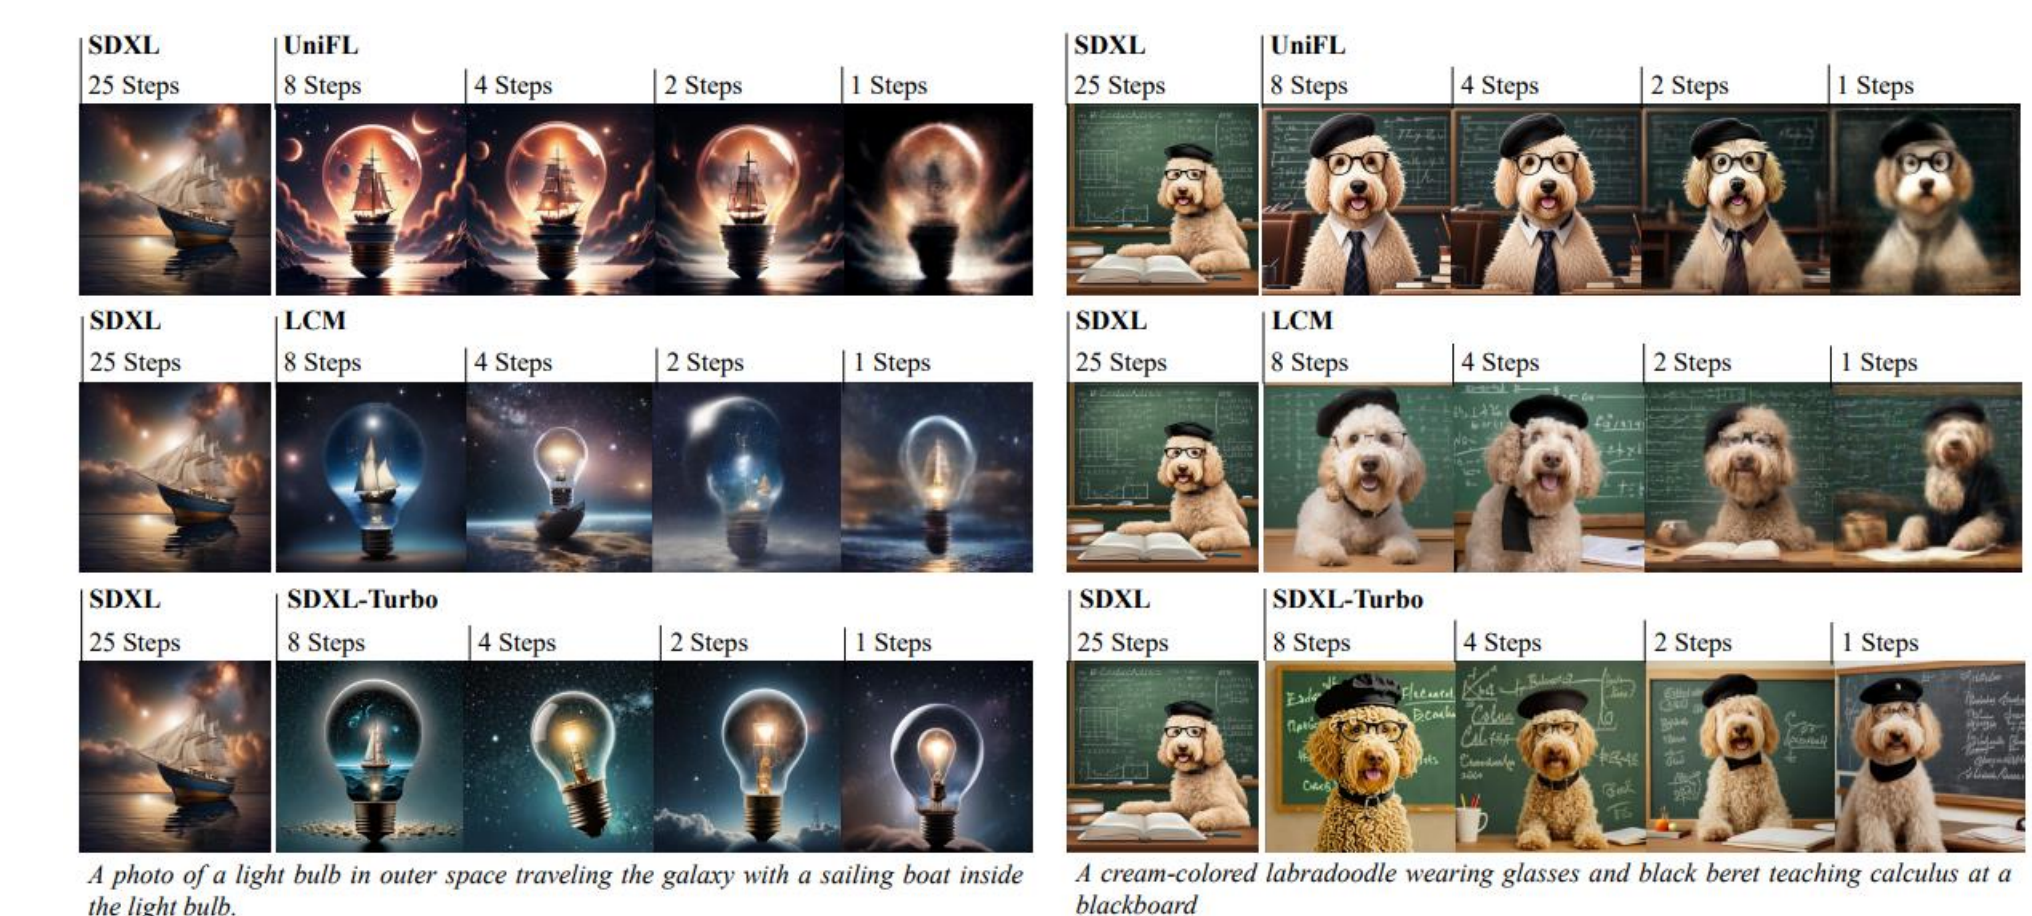 SDXL
UniFL
25 Steps
8 Steps
4 Steps
2 Steps
1 Steps
SDXL
LCM
25 Steps
8 Steps
4 Steps
2 Steps
1 Steps
SDXL
SDXL-Turbo
25 Steps
8 Steps
4 Steps
2 Steps
1 Steps
A photo of a light bulb in outer space traveling the galaxy with a sailing boat inside
the light bulb.
SDXL
UniFL
25 Steps
8 Steps
4 Steps
2 Steps
1 Steps
SDXL
LCM
25 Steps
8 Steps
4 Steps
2 Steps
1 Steps
SDXL
SDXL-Turbo
25 Steps
8 Steps
4 Steps
2 Steps
1 Steps
A cream-colored labradoodle wearing glasses and black beret teaching calculus at a
blackboard